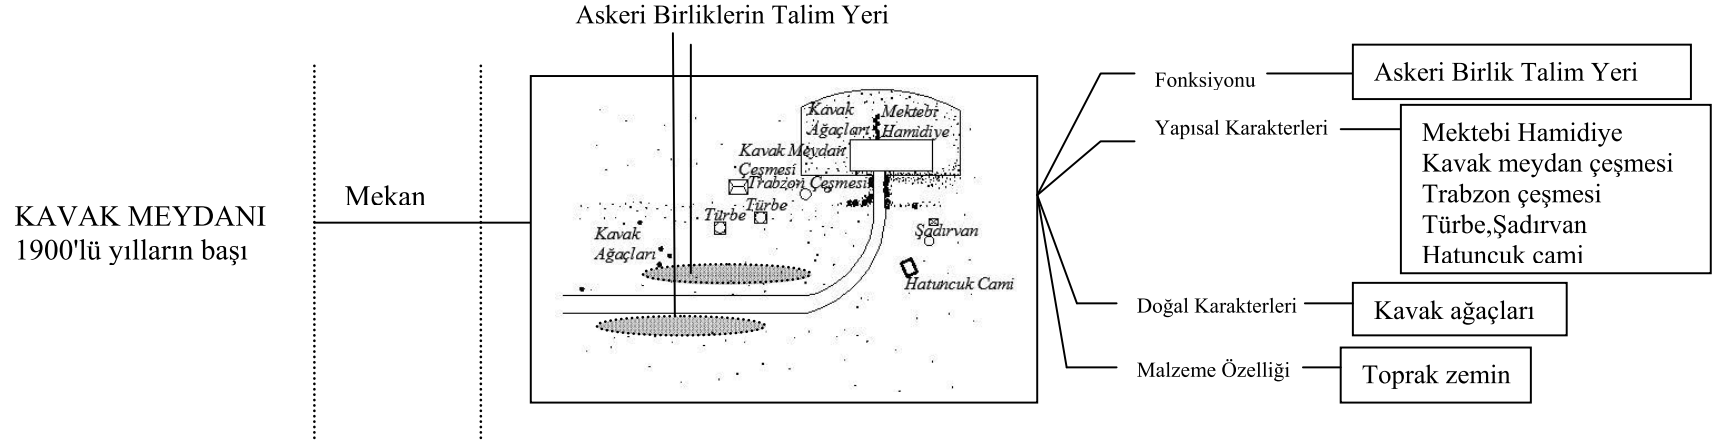 Askeri Birliklerin Talim Yeri
KAVAK MEYDANI
1900'lü yılların başı
Mekan
Kavak
Ağaçları
Mektebi
Hamidiye
Kavak Meydan
Çeşmesi
Trabzon Çeşmesi
Türbe
Türbe
Kavak
Ağaçları
Şadırvan
Hatuncuk Cami
Fonksiyonu
Askeri Birlik Talim Yeri
Yapısal Karakterleri
Mektebi Hamidiye
Kavak meydan çeşmesi
Trabzon çeşmesi
Türbe,Şadırvan
Hatuncuk cami
Doğal Karakterleri
Kavak ağaçları
Malzeme Özelliği
Toprak zemin